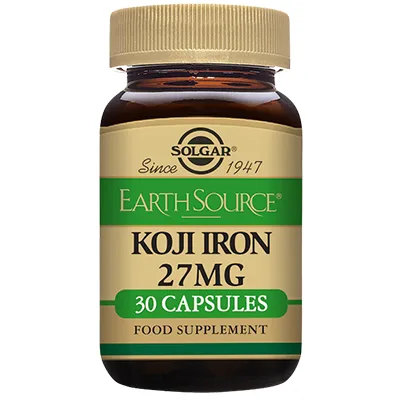 SOLGAR®
Since 1947
EARTHSOURCE®
KOJI IRON
27MG
30 CAPSULES
FOOD SUPPLEMENT